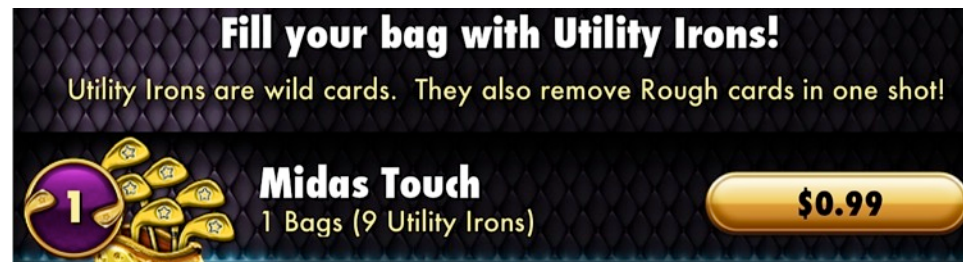 Fill your bag with Utility Irons!
Utility Irons are wild cards. They also remove Rough cards in one shot!
1
Midas Touch
1 Bags (9 Utility Irons)
$0.99